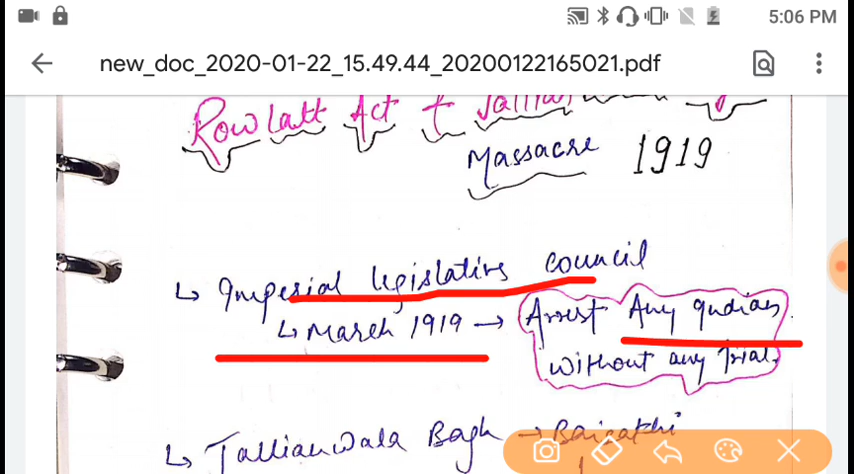 5:06 PM
new_doc_2020-01-22_15.49.44_20200122165021.pdf
Rowlatt Act +
Massacre 1919
↳ Imperial legislative council
↳ March 1919 → Arrest Any Indian
without any Trial.
↳ Jallianwala Bagh → Baisakhi